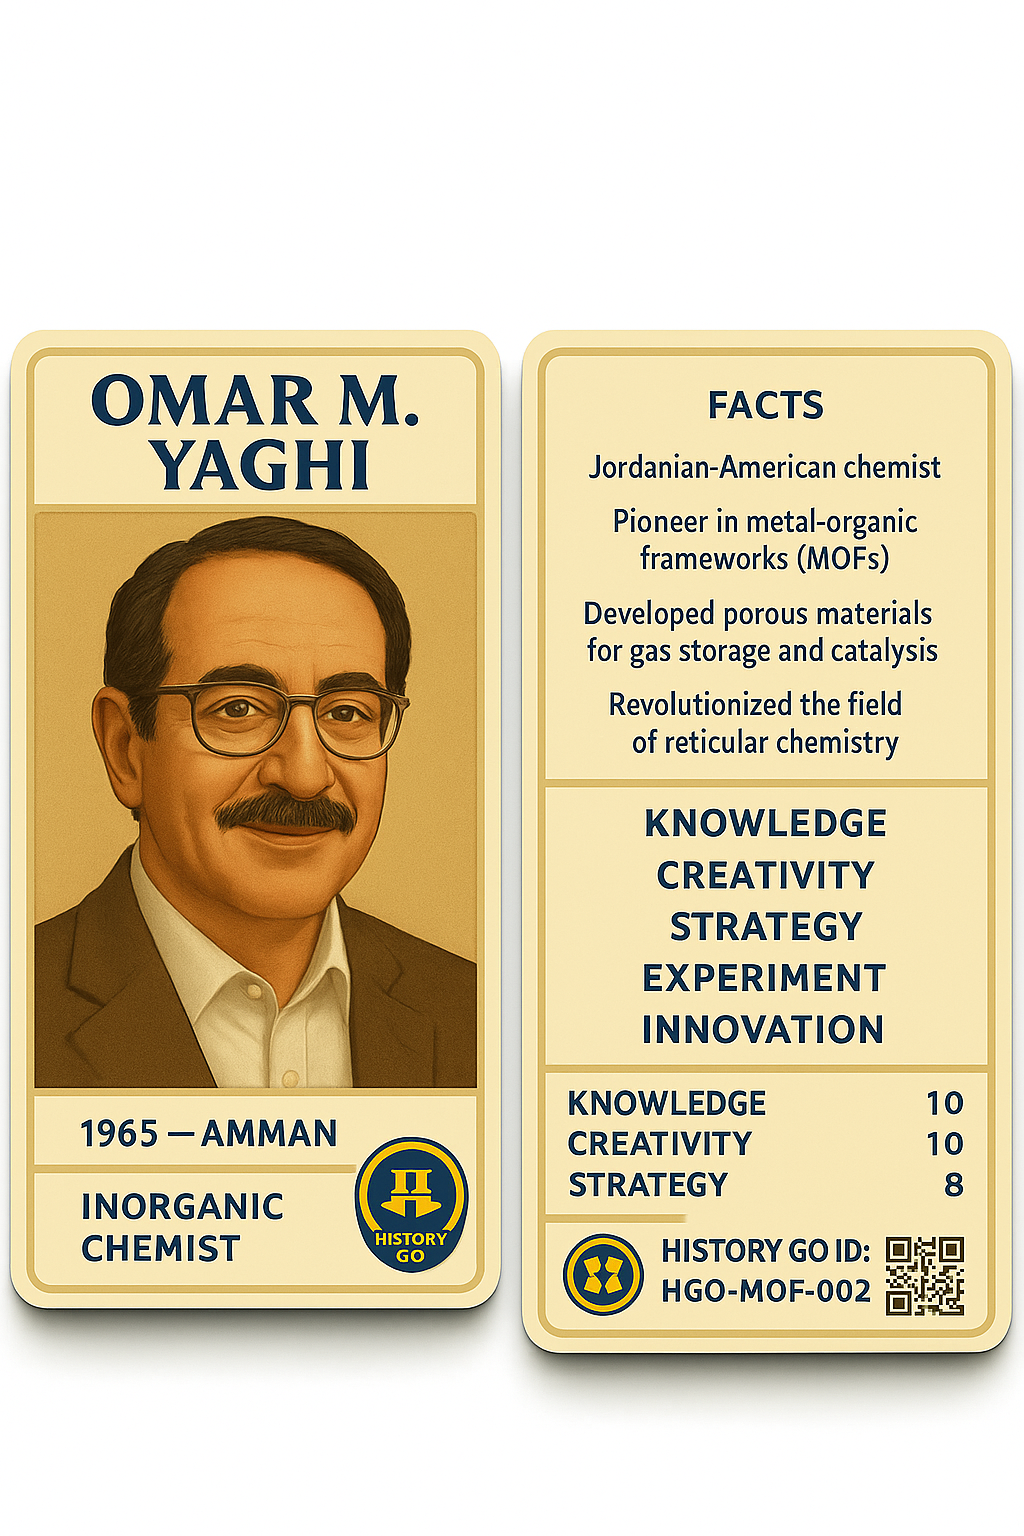 OMAR M.
YAGHI
1965 – AMMAN
INORGANIC
CHEMIST
HISTORY
GO
FACTS
Jordanian-American chemist
Pioneer in metal-organic
frameworks (MOFs)
Developed porous materials
for gas storage and catalysis
Revolutionized the field
of reticular chemistry
KNOWLEDGE
CREATIVITY
STRATEGY
EXPERIMENT
INNOVATION
KNOWLEDGE 10
CREATIVITY 10
STRATEGY 8
HISTORY GO ID:
HGO-MOF-002